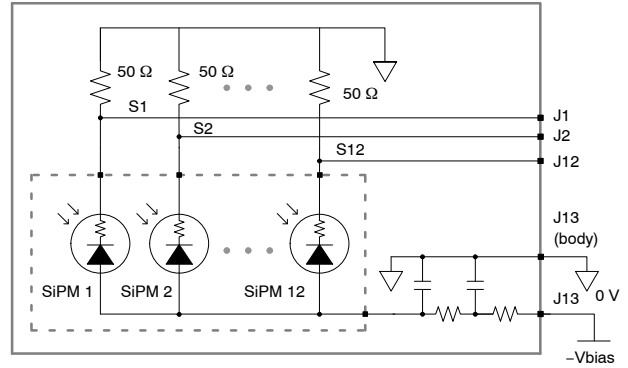 50 Ω
50 Ω
50 Ω
S1
S2
S12
J1
J2
J12
J13
(body)
SiPM 1
SiPM 2
SiPM 12
J13
0 V
−Vbias